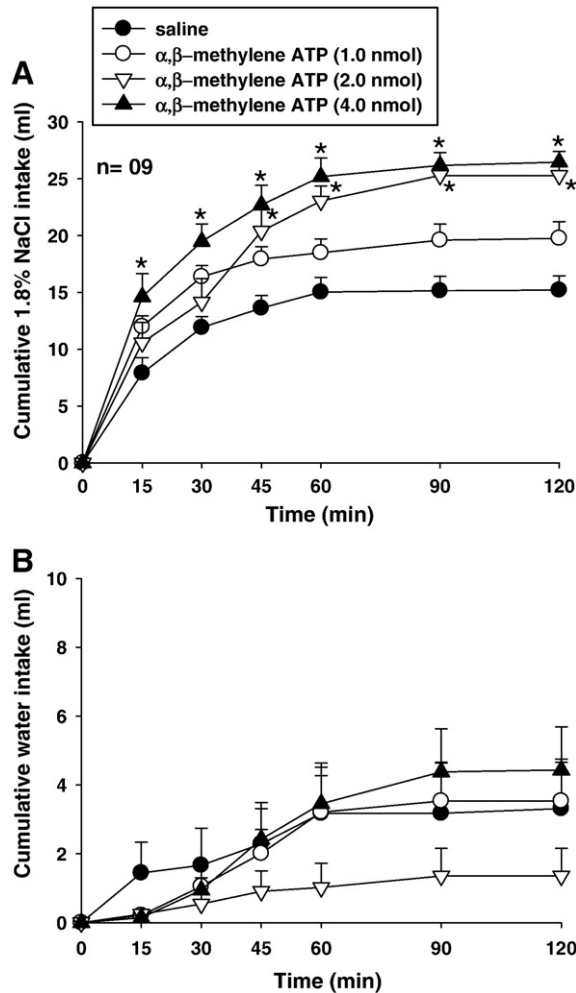 saline
α,β–methylene ATP (1.0 nmol)
α,β–methylene ATP (2.0 nmol)
α,β–methylene ATP (4.0 nmol)
A
Cumulative 1.8% NaCl intake (ml)
30
25
20
15
10
5
0
n= 09
*
*
*
*
*
*
*
*
*
*
0 15 30 45 60 90 120
Time (min)
B
Cumulative water intake (ml)
10
8
6
4
2
0
0 15 30 45 60 90 120
Time (min)